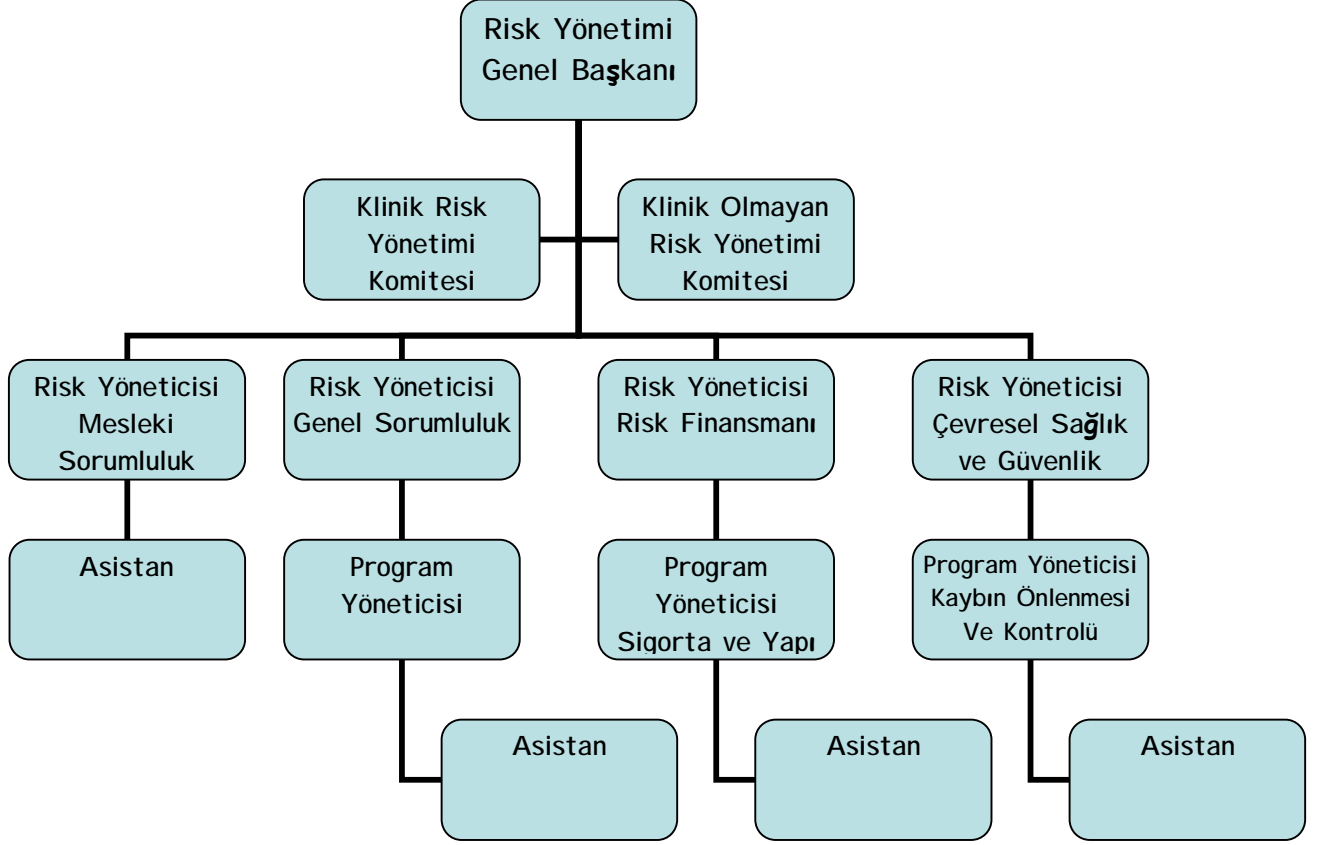 Risk Yönetimi
Genel Başkanı
Klinik Risk
Yönetimi
Komitesi
Klinik Olmayan
Risk Yönetimi
Komitesi
Risk Yöneticisi
Mesleki
Sorumluluk
Risk Yöneticisi
Genel Sorumluluk
Risk Yöneticisi
Risk Finansmanı
Risk Yöneticisi
Çevresel Sağlık
ve Güvenlik
Asistan
Program
Yöneticisi
Program
Yöneticisi
Sigorta ve Yapı
Program Yöneticisi
Kaybın Önlenmesi
Ve Kontrolü
Asistan
Asistan
Asistan